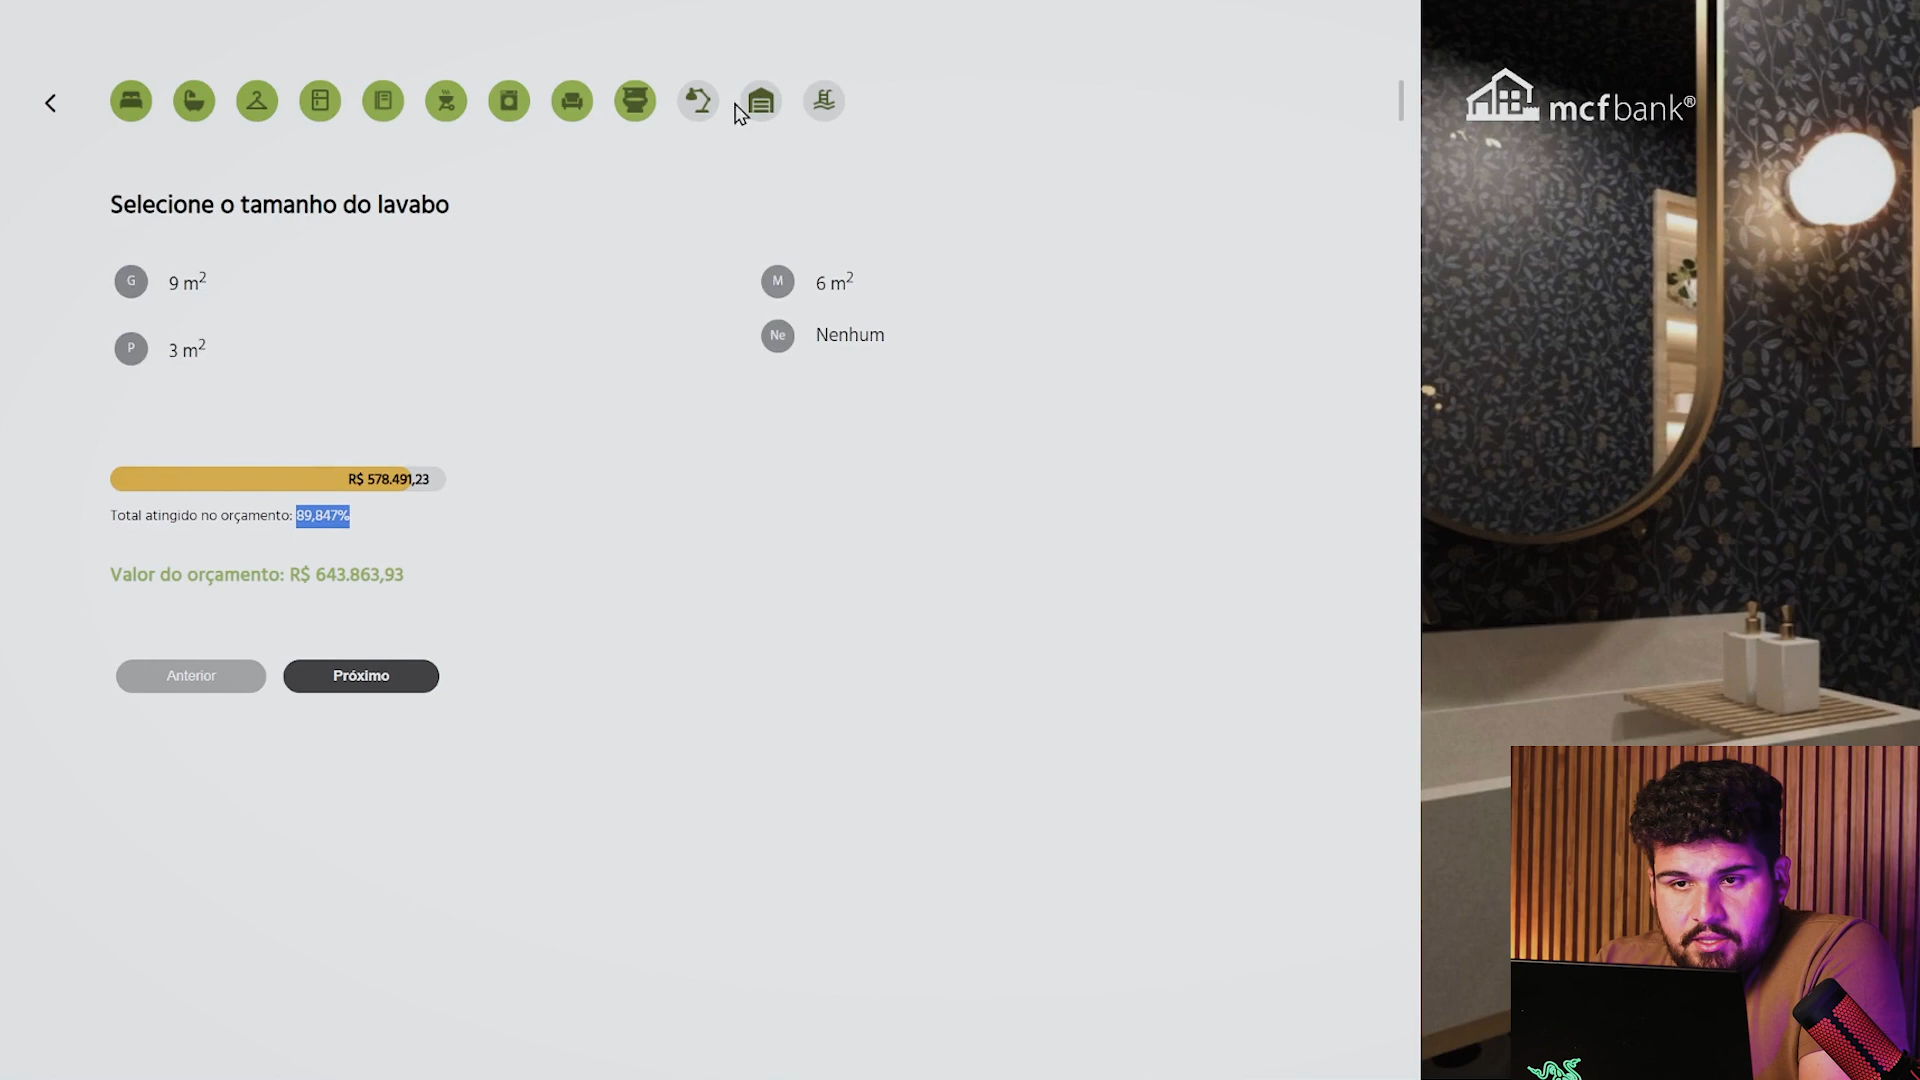 mcfbank®
Selecione o tamanho do lavabo
G 9 m²
M 6 m²
P 3 m²
Ne Nenhum
R$ 578.491,23
Total atingido no orçamento: 89,847%
Valor do orçamento: R$ 643.863,93
Anterior
Próximo